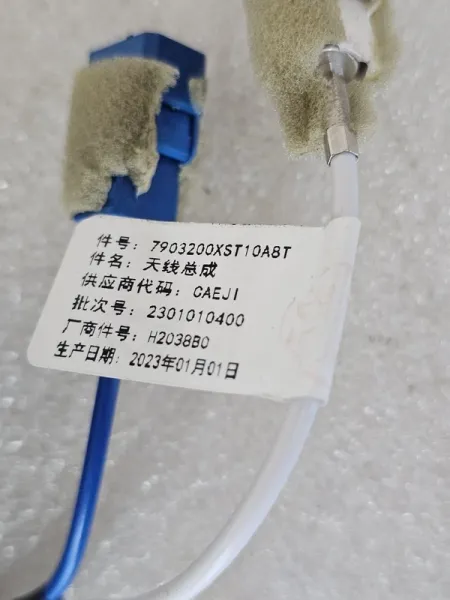 件号: 7903200XST10A8T
件名: 天线总成
供应商代码: CAEJI
批次号: 2301010400
厂商件号: H2038B0
生产日期: 2023年01月01日